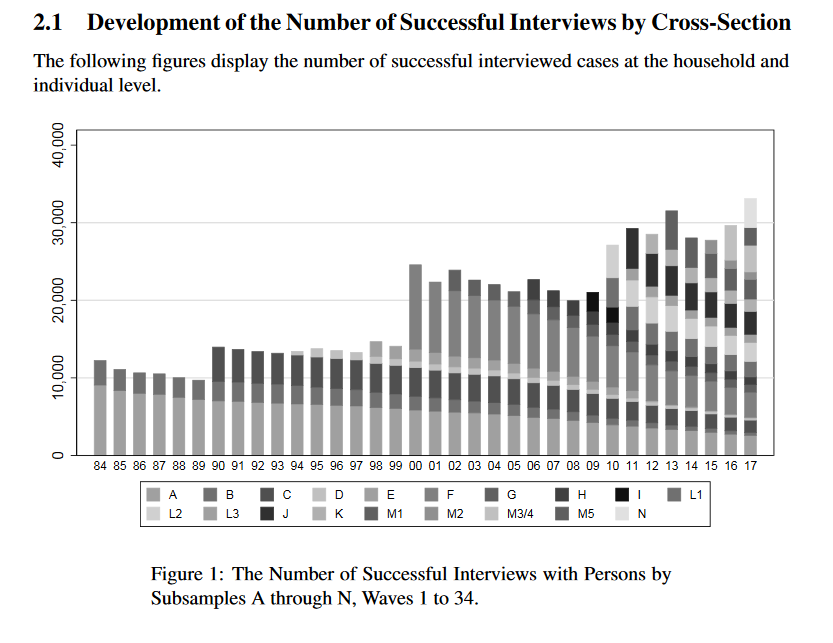 2.1 Development of the Number of Successful Interviews by Cross-Section
The following figures display the number of successful interviewed cases at the household and
individual level.
40,000
30,000
20,000
10,000
0
84 85 86 87 88 89 90 91 92 93 94 95 96 97 98 99 00 01 02 03 04 05 06 07 08 09 10 11 12 13 14 15 16 17
A B C D E F G H I L1
L2 L3 J K M1 M2 M3/4 M5 N
Figure 1: The Number of Successful Interviews with Persons by
Subsamples A through N, Waves 1 to 34.